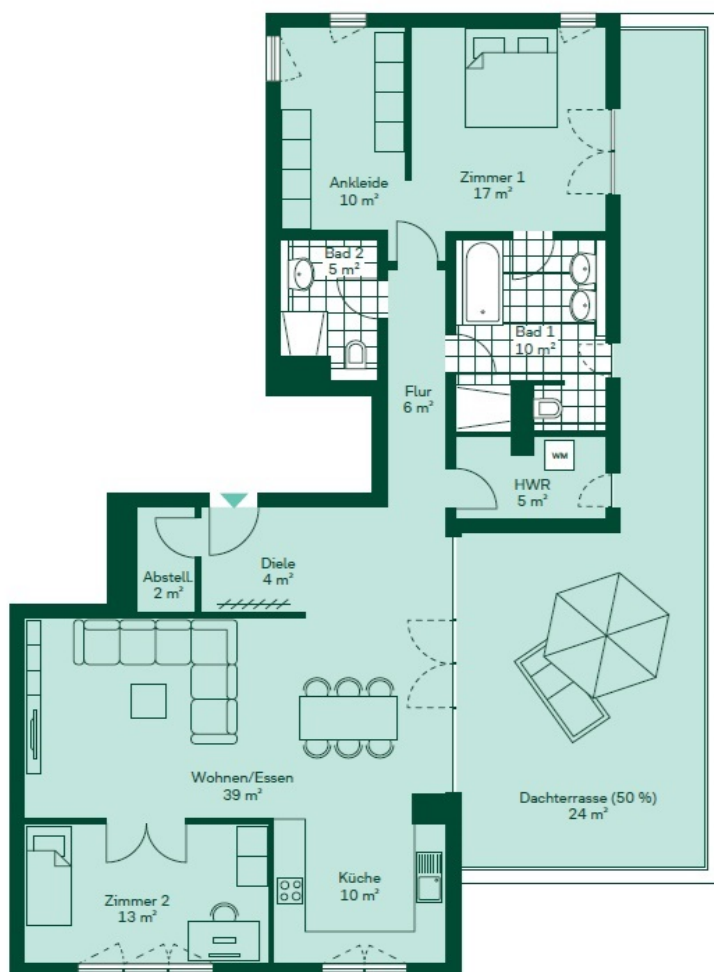 Ankleide
10 m²
Zimmer 1
17 m²
Bad 2
5 m²
Bad 1
10 m²
Flur
6 m²
WM
HWR
5 m²
Diele
4 m²
Abstell.
2 m²
Wohnen/Essen
39 m²
Dachterrasse (50 %)
24 m²
Küche
10 m²
Zimmer 2
13 m²